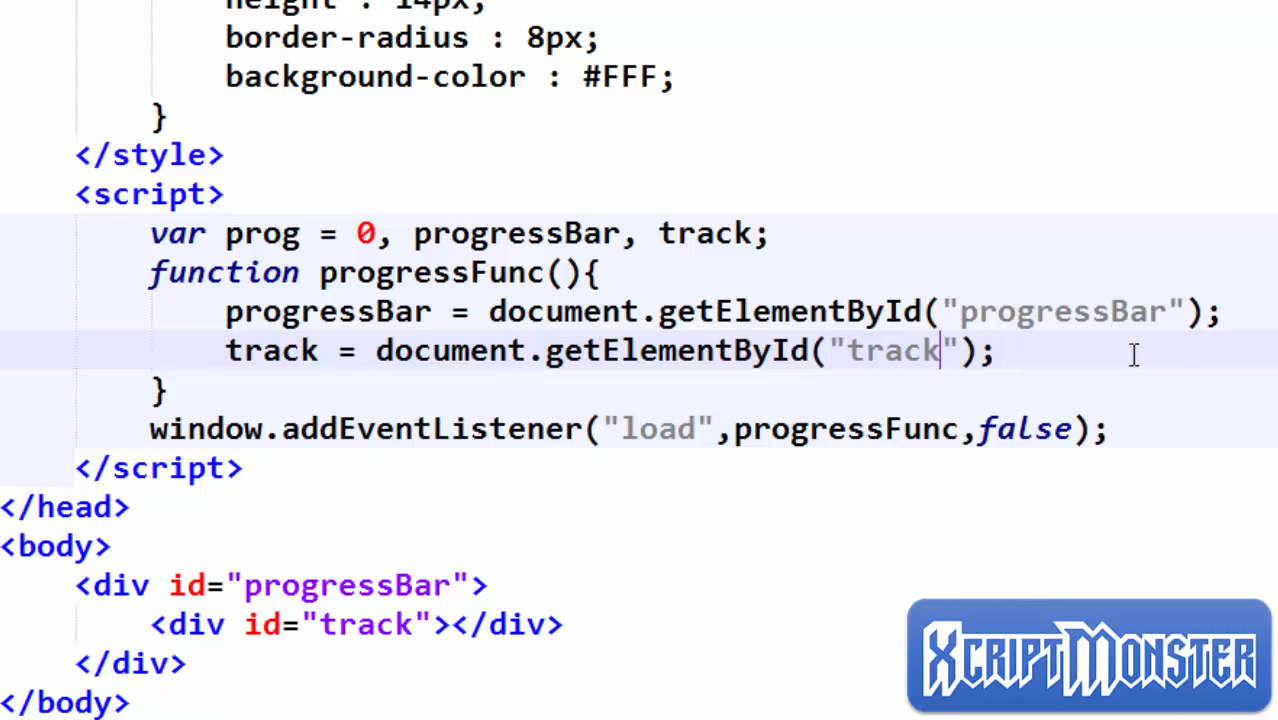 height : 14px;
border-radius : 8px;
background-color : #FFF;
}
</style>
<script>
var prog = 0, progressBar, track;
function progressFunc(){
progressBar = document.getElementById("progressBar");
track = document.getElementById("track");
}
window.addEventListener("load",progressFunc,false);
</script>
</head>
<body>
<div id="progressBar">
<div id="track"></div>
</div>
</body>
XCRIPTMONSTER